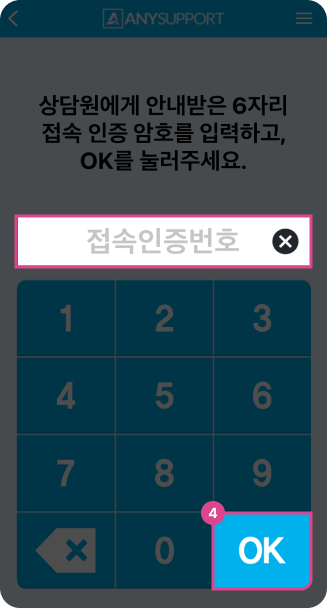 ANYSUPPORT
상담원에게 안내받은 6자리
접속 인증 암호를 입력하고,
OK를 눌러주세요.
접속인증번호
1 2 3
4 5 6
7 8 9
4
0 OK